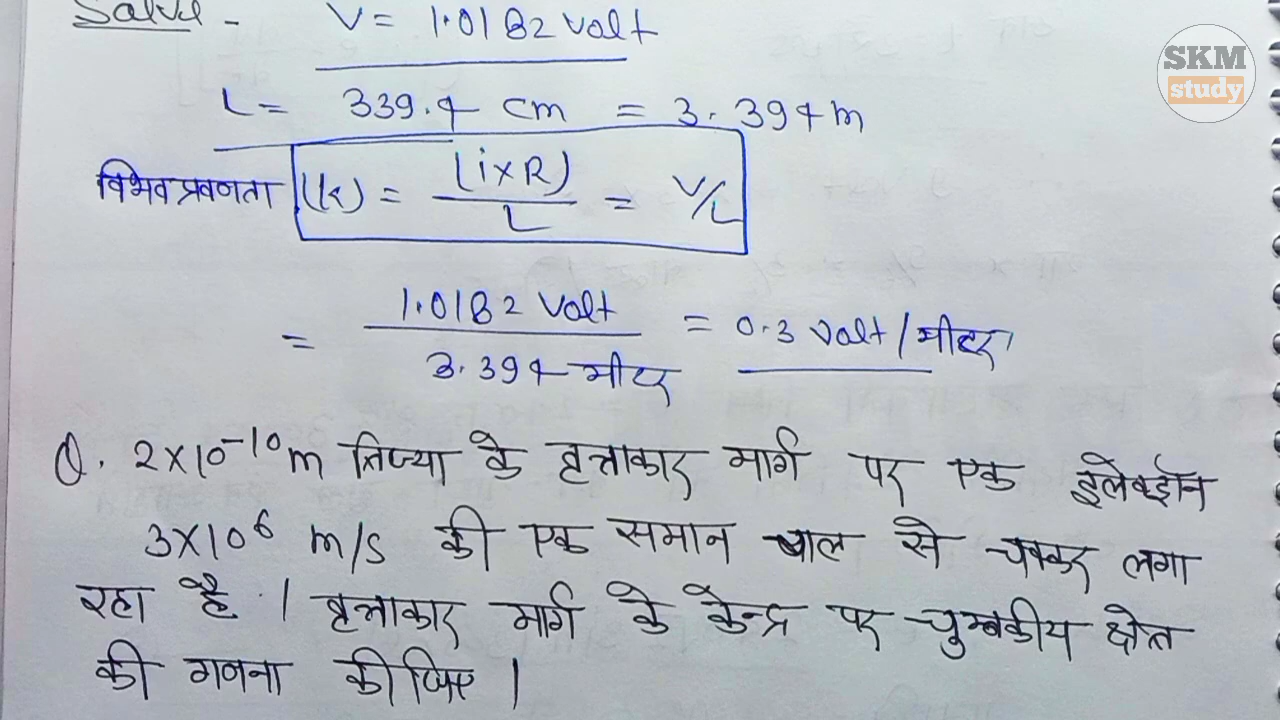 Solve -
V = 1.0182 volt
SKM
study
L = 339.4 cm = 3.394 m
विभव प्रवणता (k) = (i×R)/L = V/L
= 1.0182 volt / 3.394 मीटर = 0.3 volt/मीटर
Q. 2×10⁻¹⁰ m त्रिज्या के वृत्ताकार मार्ग पर एक इलेक्ट्रॉन
3×10⁶ m/s की एक समान चाल से चक्कर लगा
रहा है । वृत्ताकार मार्ग के केन्द्र पर चुम्बकीय क्षेत्र
की गणना कीजिए ।